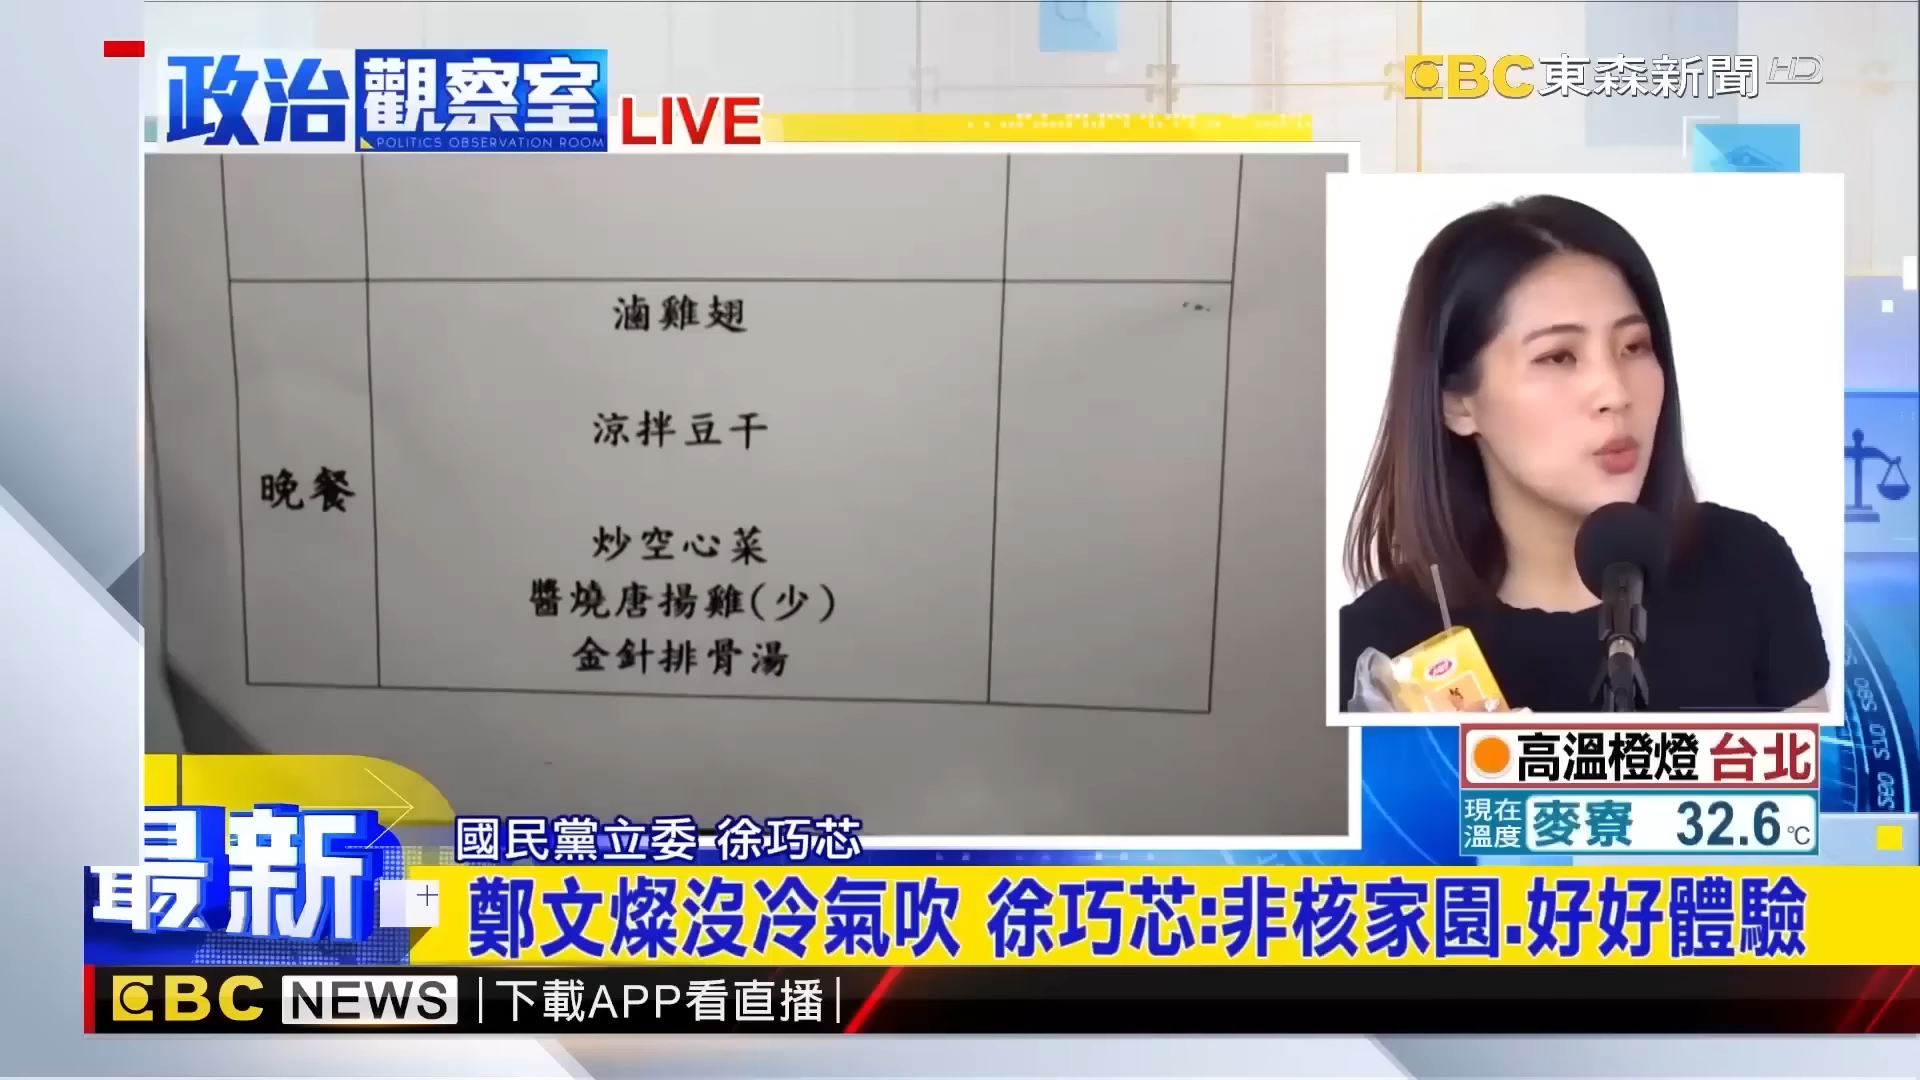 政治觀察室
POLITICS OBSERVATION ROOM
LIVE
EBC東森新聞HD
滷雞翅
涼拌豆干
晚餐
炒空心菜
醬燒唐揚雞(少)
金針排骨湯
高溫橙燈 台北
現在溫度 麥寮 32.6℃
最新
國民黨立委 徐巧芯
鄭文燦沒冷氣吹 徐巧芯:非核家園.好好體驗
EBC NEWS |下載APP看直播|